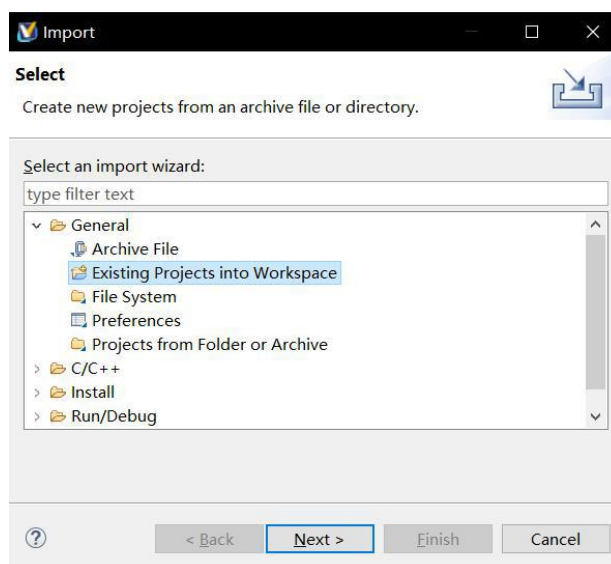 Import
Select
Create new projects from an archive file or directory.
Select an import wizard:
type filter text
General
Archive File
Existing Projects into Workspace
File System
Preferences
Projects from Folder or Archive
C/C++
Install
Run/Debug
? < Back Next > Finish Cancel